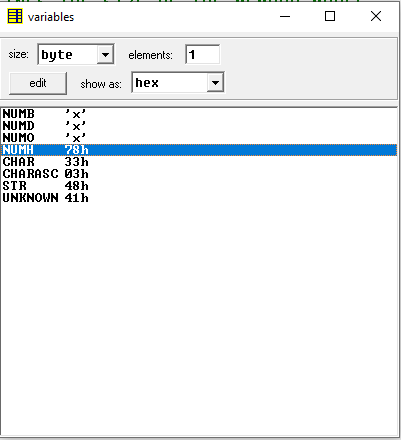 variables
size: byte elements: 1
edit show as: hex
NUMB 'x'
NUMD 'x'
NUMO 'x'
NUMH 78h
CHAR 33h
CHARASC 03h
STR 48h
UNKNOWN 41h